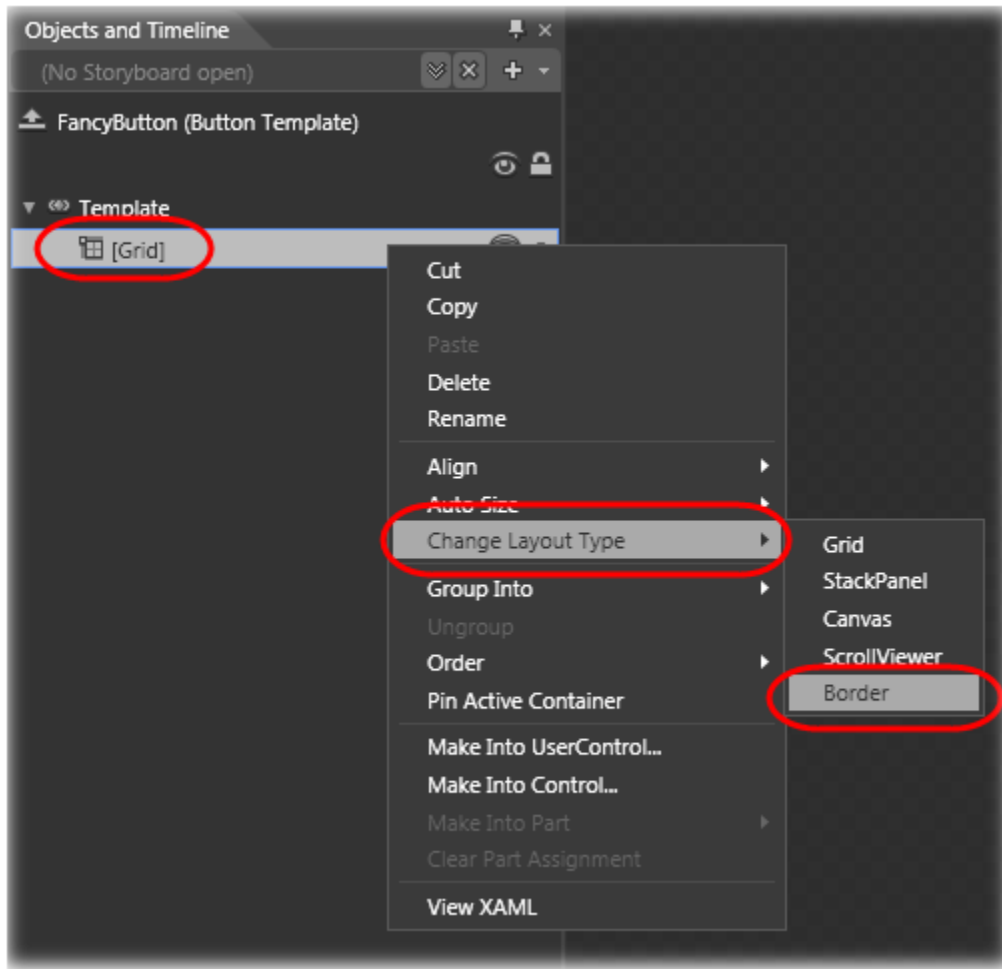 Objects and Timeline
(No Storyboard open)
FancyButton (Button Template)
Template
[Grid]
Cut
Copy
Paste
Delete
Rename
Align
Auto Size
Change Layout Type
Group Into
Ungroup
Order
Pin Active Container
Make Into UserControl...
Make Into Control...
Make Into Part
Clear Part Assignment
View XAML
Grid
StackPanel
Canvas
ScrollViewer
Border